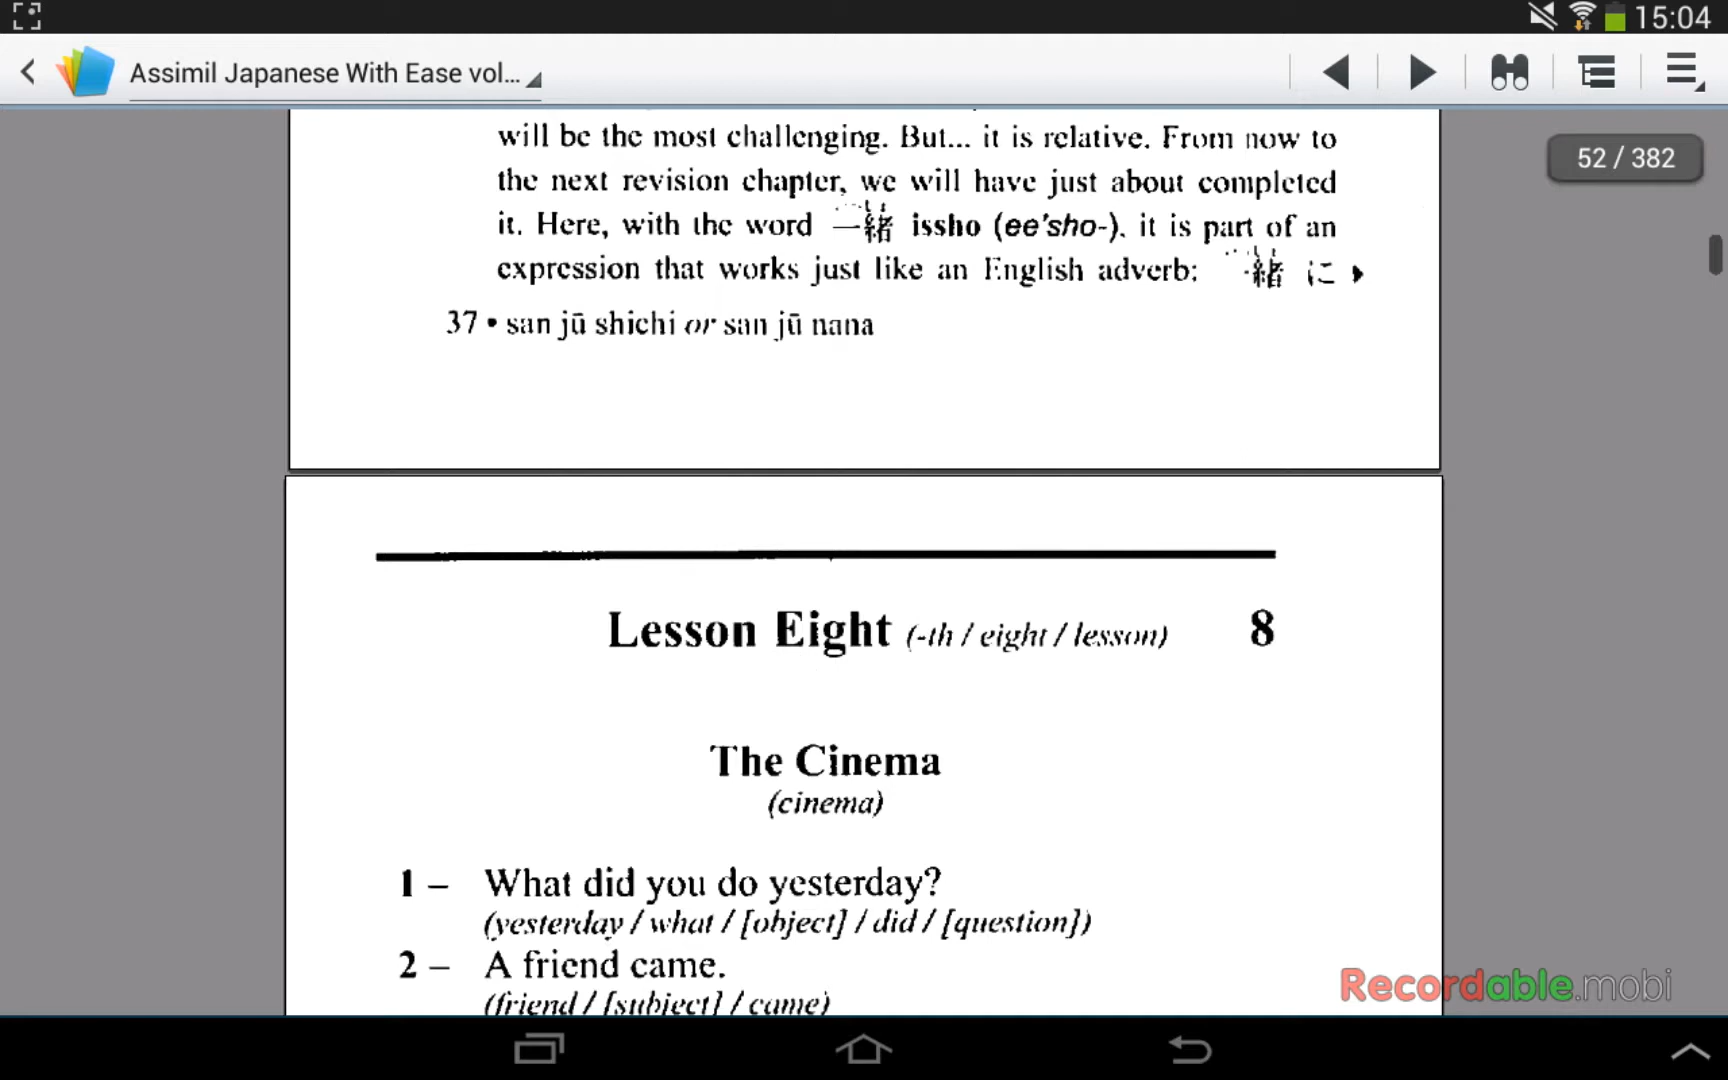 15:04
Assimil Japanese With Ease vol...
52 / 382
will be the most challenging. But... it is relative. From now to
the next revision chapter, we will have just about completed
it. Here, with the word 一緒 issho (ee'sho-), it is part of an
expression that works just like an English adverb: 一緒 に
37 • san jū shichi or san jū nana
Lesson Eight (-th / eight / lesson) 8
The Cinema
(cinema)
1 – What did you do yesterday?
(yesterday / what / [object] / did / [question])
2 – A friend came.
(friend / [subject] / came)
Recordable.mobi